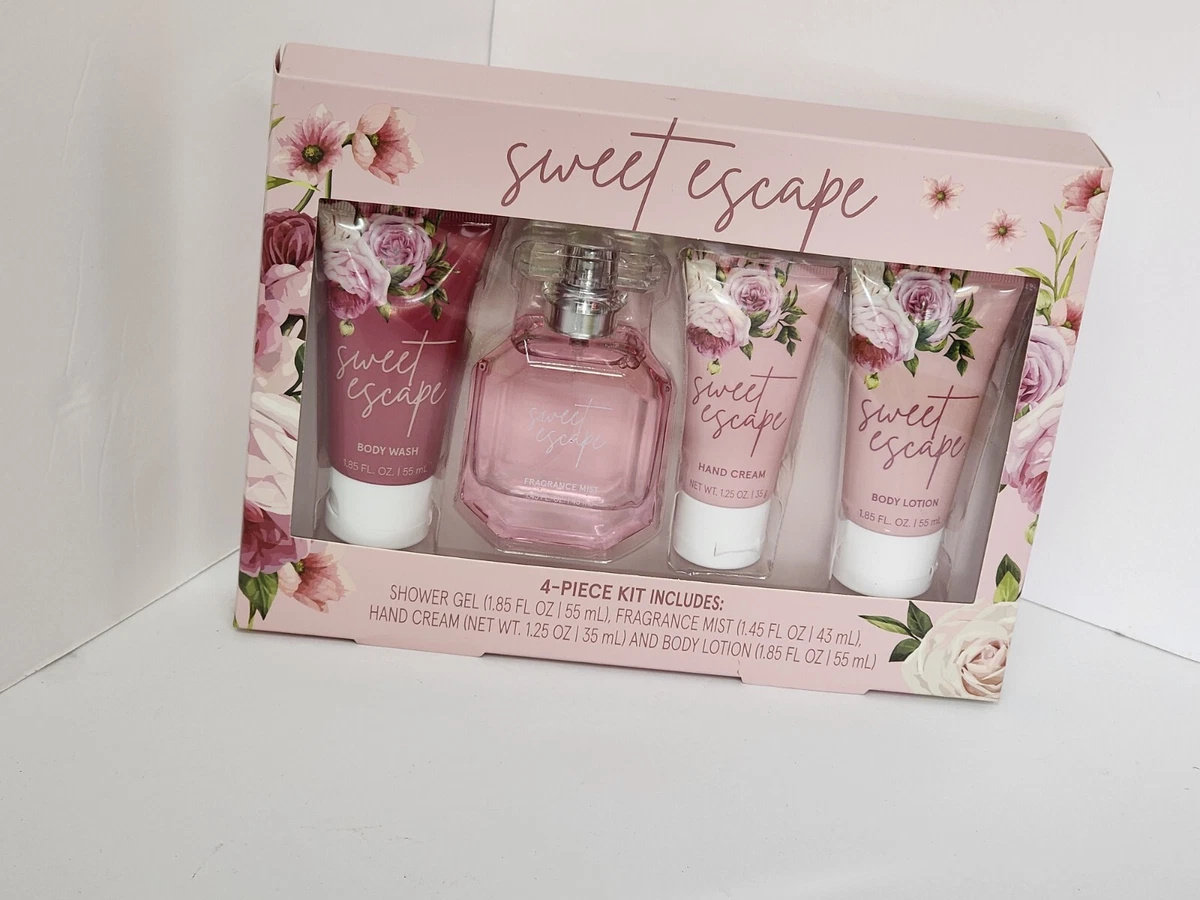 sweet escape
sweet
escape
BODY WASH
1.85 FL. OZ. | 55 mL
sweet
escape
FRAGRANCE MIST
sweet
escape
HAND CREAM
NET WT. 1.25 OZ. | 35 g
sweet
escape
BODY LOTION
1.85 FL. OZ. | 55 mL
4-PIECE KIT INCLUDES:
SHOWER GEL (1.85 FL OZ | 55 mL), FRAGRANCE MIST (1.45 FL OZ | 43 mL),
HAND CREAM (NET WT. 1.25 OZ | 35 mL) AND BODY LOTION (1.85 FL OZ | 55 mL)